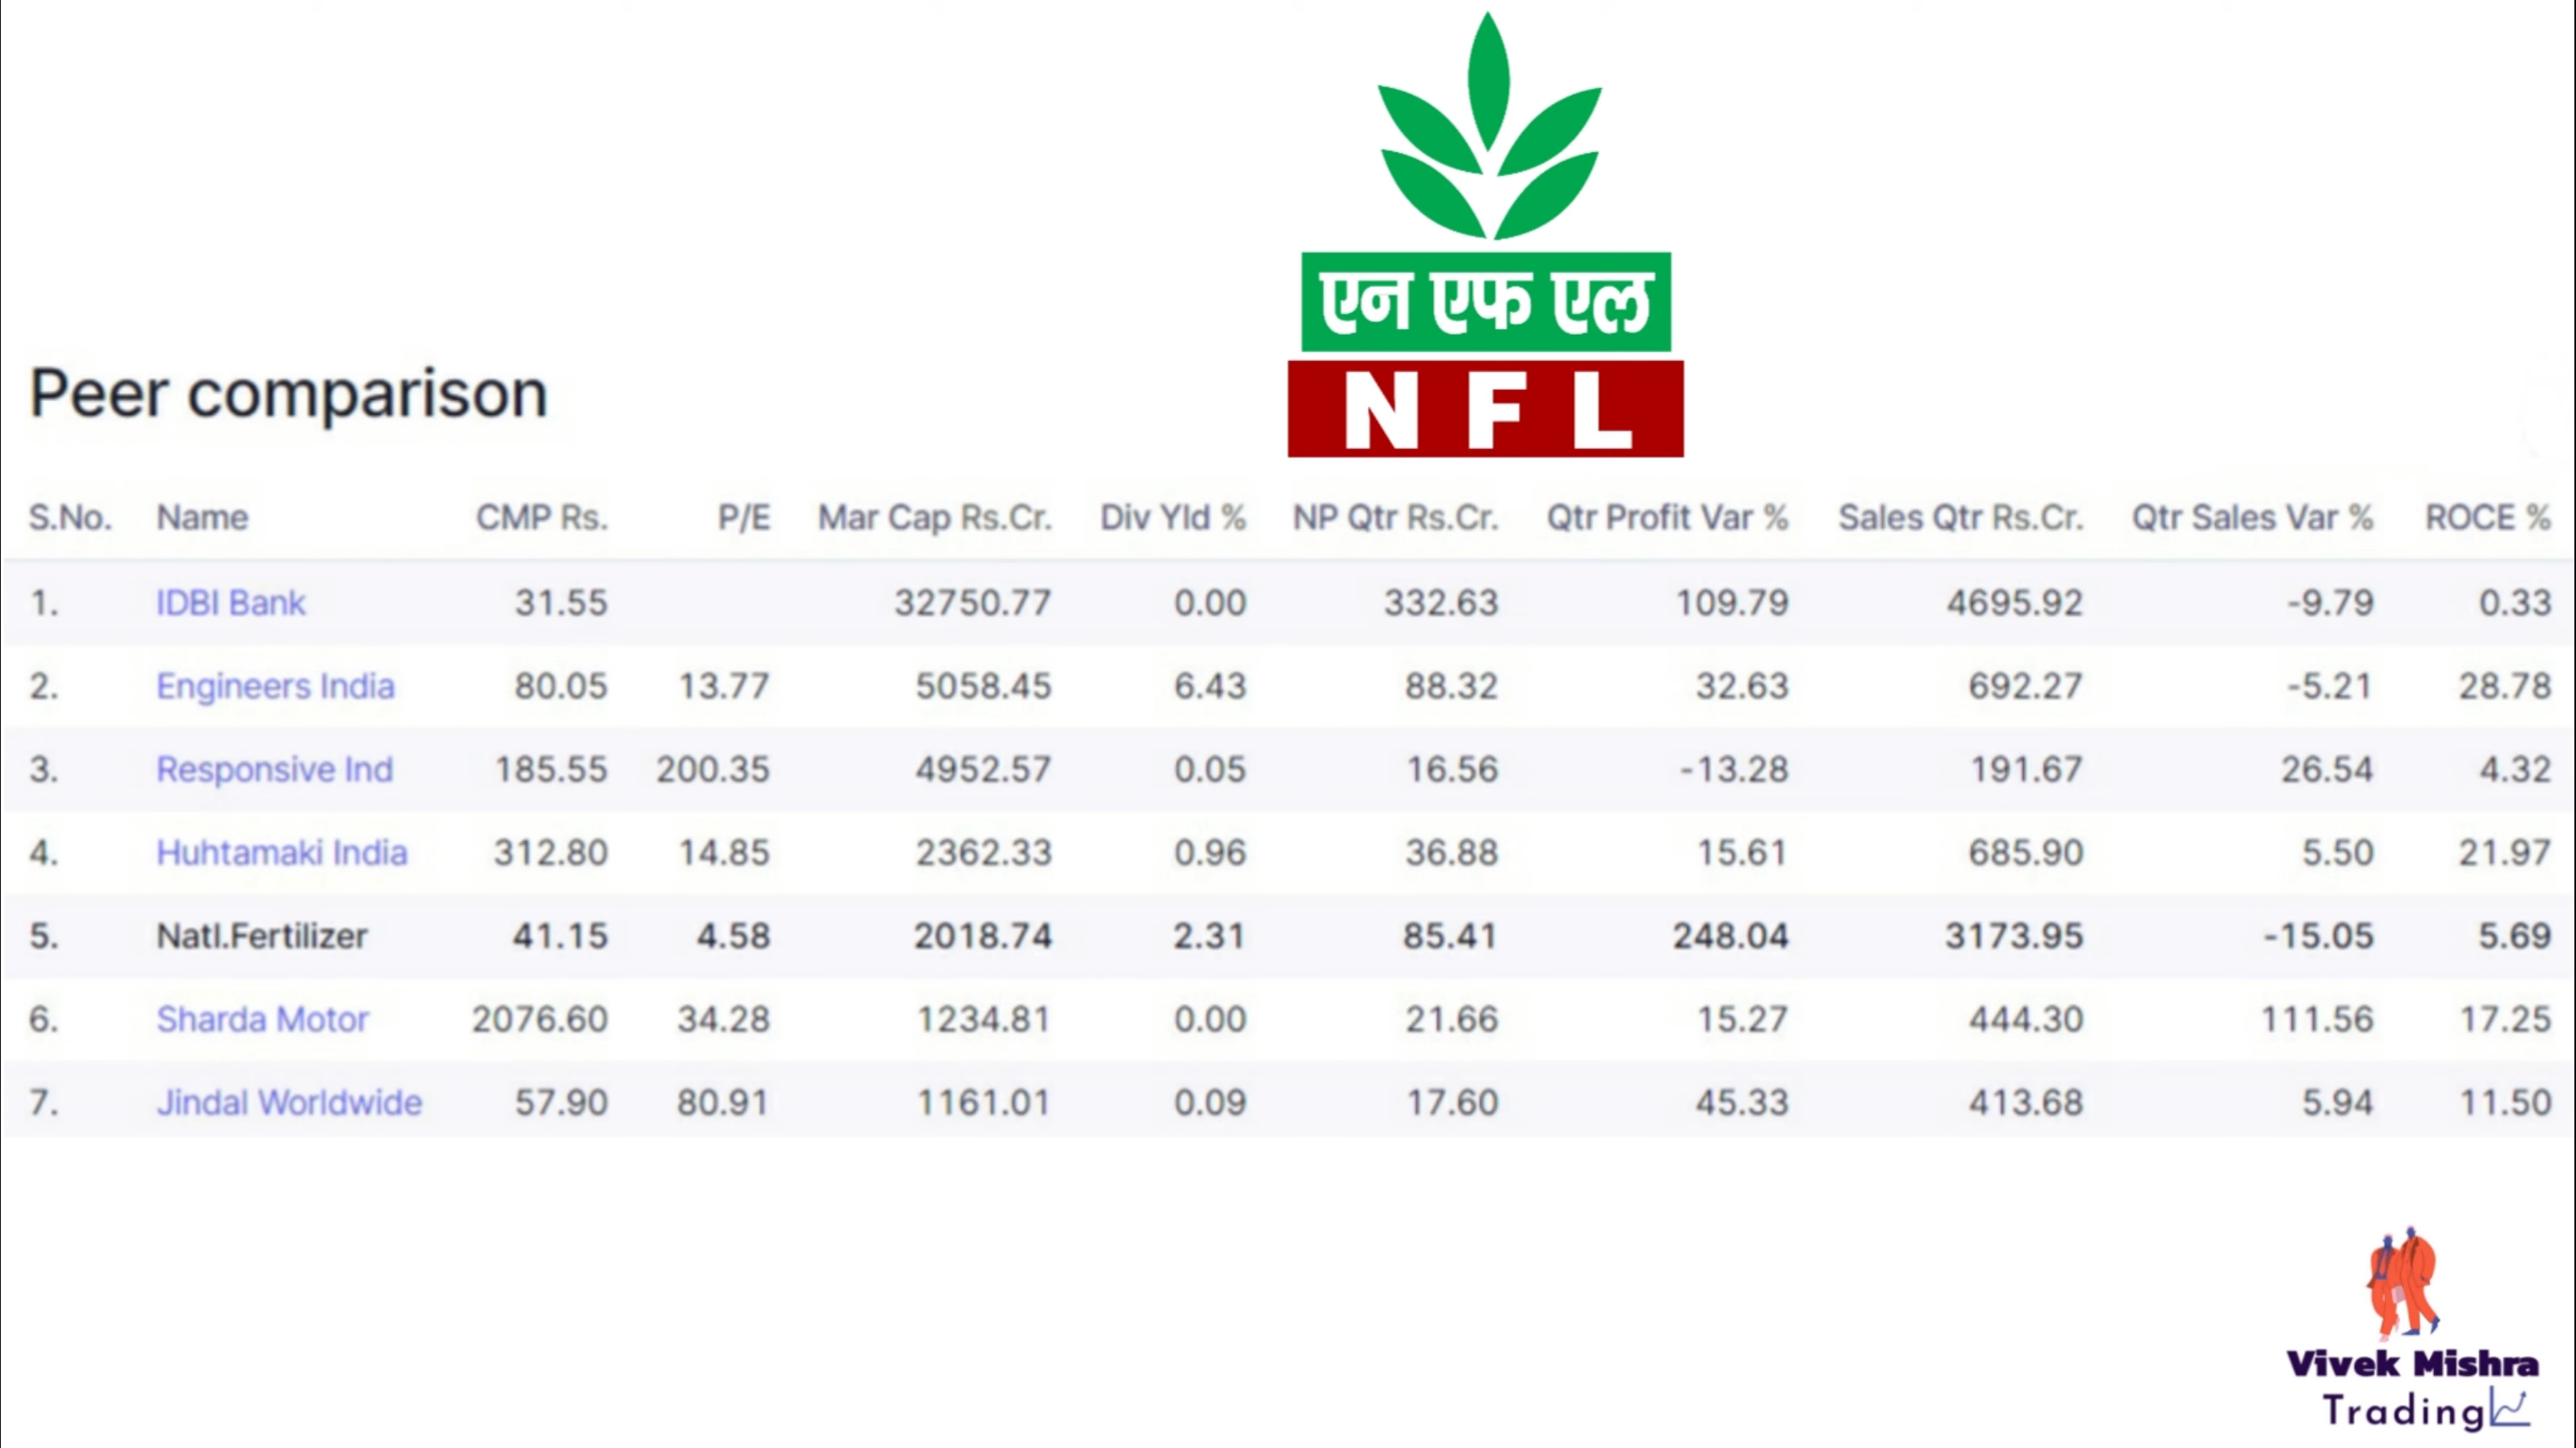 एन एफ एल
N F L
Peer comparison
S.No. Name CMP Rs. P/E Mar Cap Rs.Cr. Div Yld % NP Qtr Rs.Cr. Qtr Profit Var % Sales Qtr Rs.Cr. Qtr Sales Var % ROCE %
1. IDBI Bank 31.55 32750.77 0.00 332.63 109.79 4695.92 -9.79 0.33
2. Engineers India 80.05 13.77 5058.45 6.43 88.32 32.63 692.27 -5.21 28.78
3. Responsive Ind 185.55 200.35 4952.57 0.05 16.56 -13.28 191.67 26.54 4.32
4. Huhtamaki India 312.80 14.85 2362.33 0.96 36.88 15.61 685.90 5.50 21.97
5. Natl.Fertilizer 41.15 4.58 2018.74 2.31 85.41 248.04 3173.95 -15.05 5.69
6. Sharda Motor 2076.60 34.28 1234.81 0.00 21.66 15.27 444.30 111.56 17.25
7. Jindal Worldwide 57.90 80.91 1161.01 0.09 17.60 45.33 413.68 5.94 11.50
Vivek Mishra
Trading